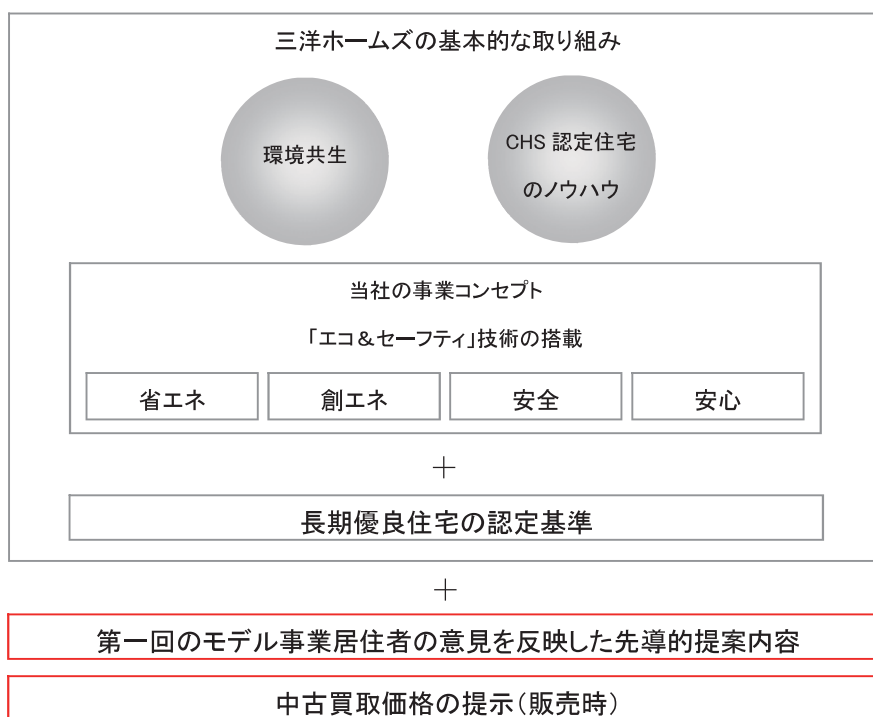 三洋ホームズの基本的な取り組み
環境共生
CHS 認定住宅
のノウハウ
当社の事業コンセプト
「エコ＆セーフティ」技術の搭載
省エネ
創エネ
安全
安心
＋
長期優良住宅の認定基準
＋
第一回のモデル事業居住者の意見を反映した先導的提案内容
中古買取価格の提示（販売時）